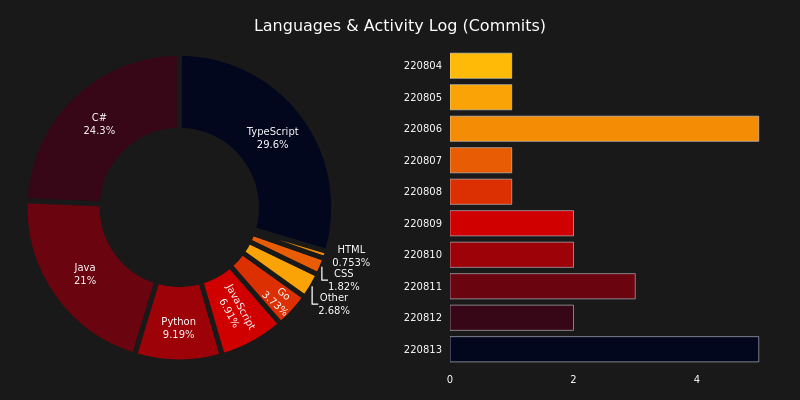 Languages & Activity Log (Commits)
C#
24.3%
TypeScript
29.6%
Java
21%
Python
9.19%
JavaScript
6.91%
Go
3.73%
HTML
0.753%
CSS
1.82%
Other
2.68%
220804
220805
220806
220807
220808
220809
220810
220811
220812
220813
0 2 4